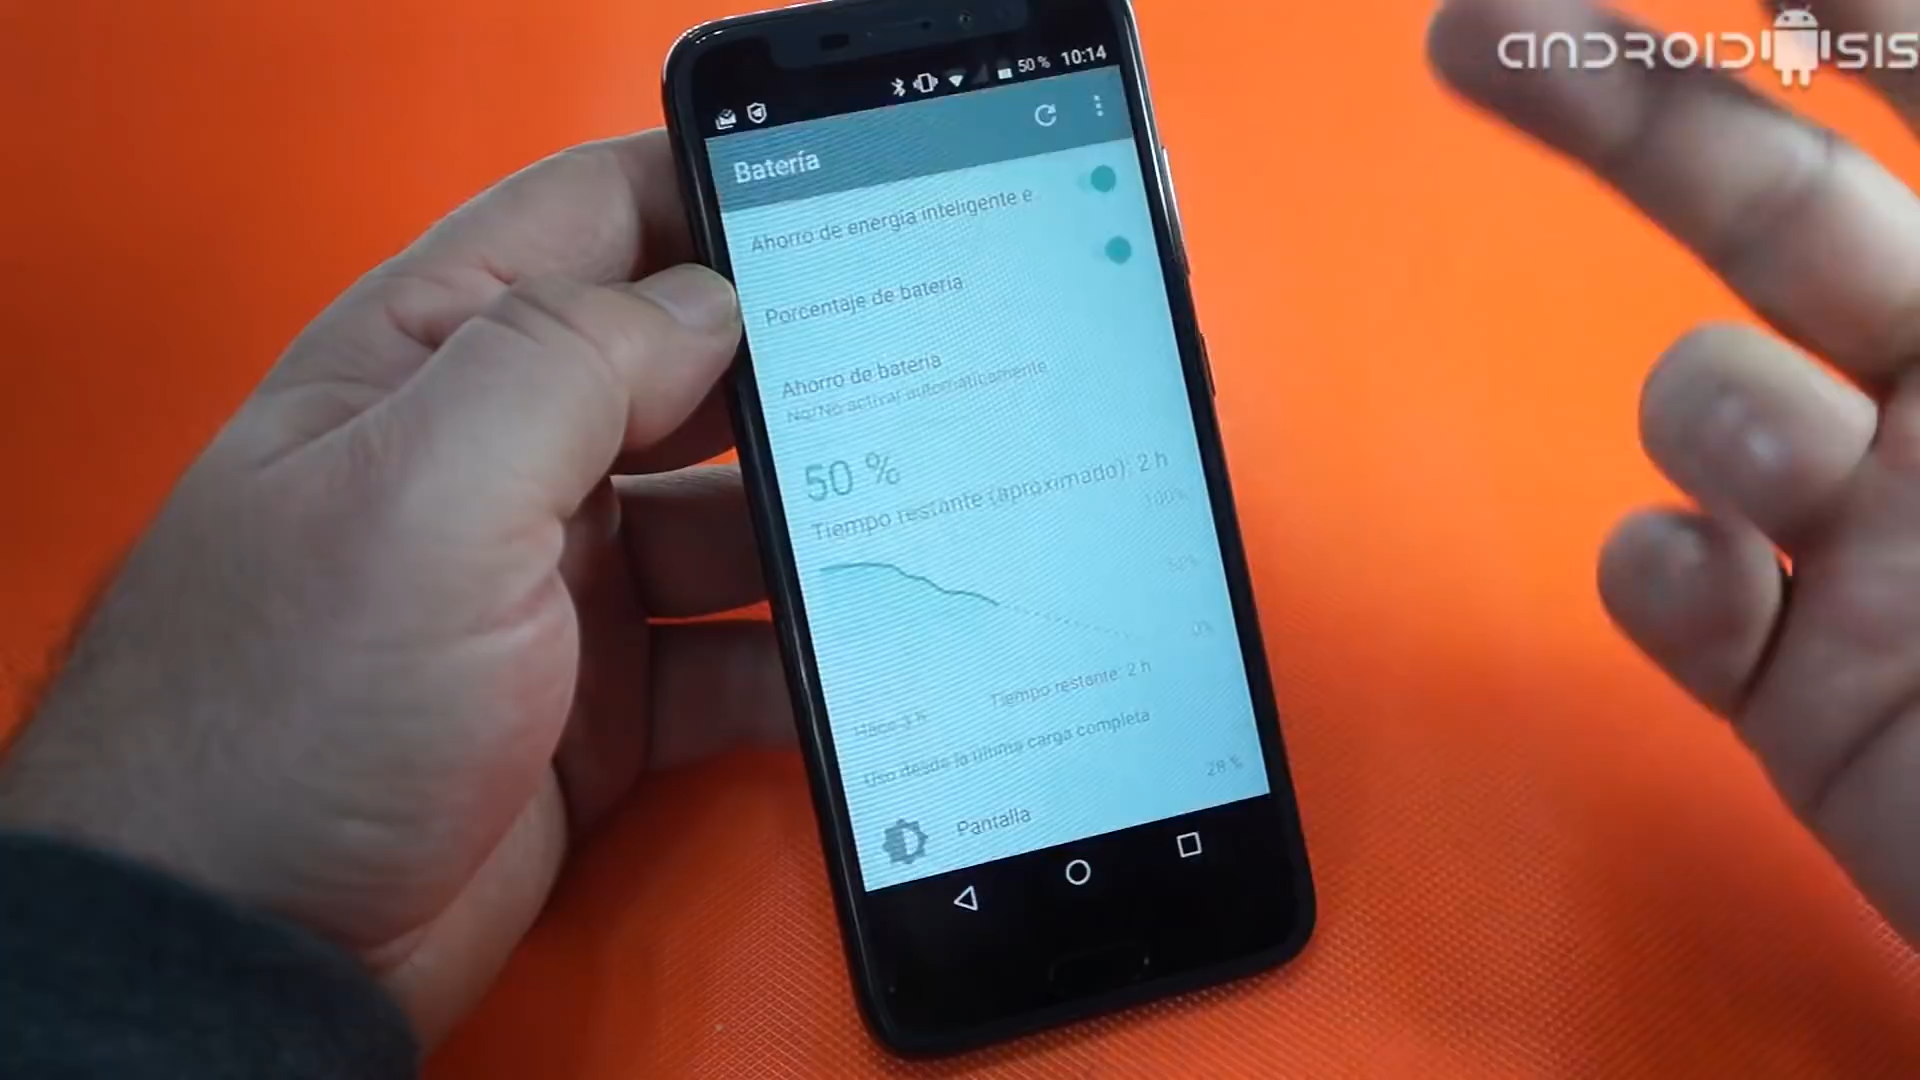 ANDROIDSIS
50 % 10:14
Batería
Ahorro de energía inteligente e
Porcentaje de batería
Ahorro de batería
No/No activar automáticamente
50 %
Tiempo restante (aproximado): 2 h
100%
50%
0%
Hace 3 h
Tiempo restante: 2 h
Uso desde la última carga completa
Pantalla
28 %